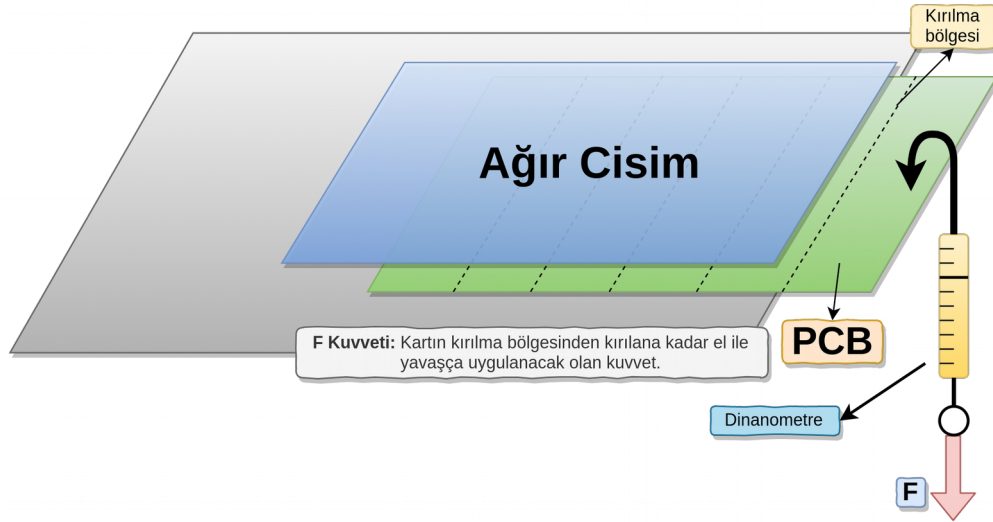 Kırılma
bölgesi
Ağır Cisim
F Kuvveti: Kartın kırılma bölgesinden kırılana kadar el ile
yavaşça uygulanacak olan kuvvet.
PCB
Dinanometre
F